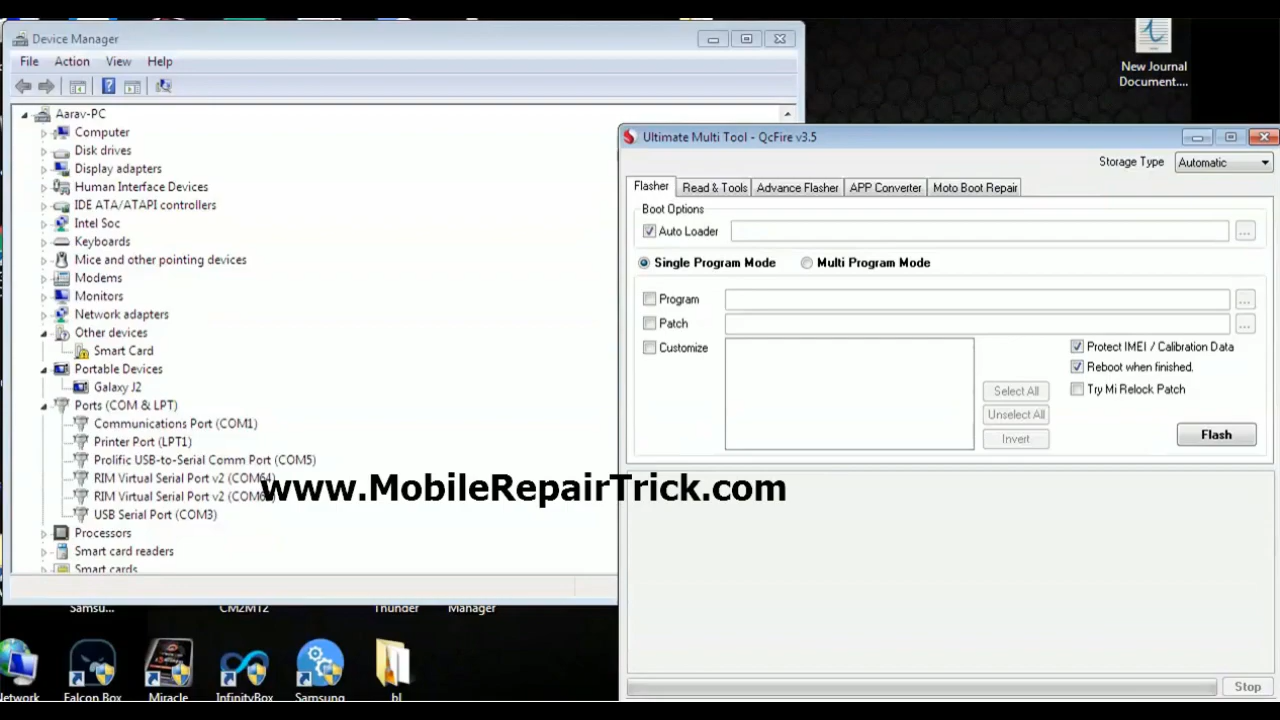 Device Manager
File Action View Help
Aarav-PC
Computer
Disk drives
Display adapters
Human Interface Devices
IDE ATA/ATAPI controllers
Intel Soc
Keyboards
Mice and other pointing devices
Modems
Monitors
Network adapters
Other devices
Smart Card
Portable Devices
Galaxy J2
Ports (COM & LPT)
Communications Port (COM1)
Printer Port (LPT1)
Prolific USB-to-Serial Comm Port (COM5)
RIM Virtual Serial Port v2
RIM Virtual Serial Port v2
USB Serial Port (COM3)
Processors
Smart card readers
Smart cards
New Journal
Document....
Ultimate Multi Tool - QcFire v3.5
Storage Type Automatic
Flasher Read & Tools Advance Flasher APP Converter Moto Boot Repair
Boot Options
Auto Loader ...
Single Program Mode Multi Program Mode
Program ...
Patch ...
Customize
Protect IMEI / Calibration Data
Reboot when finished.
Try Mi Relock Patch
Select All
Unselect All
Invert
Flash
Stop
www.MobileRepairTrick.com
Samsu... CM2MT2 Thunder Manager
Network Falcon Box Miracle InfinityBox Samsung bl